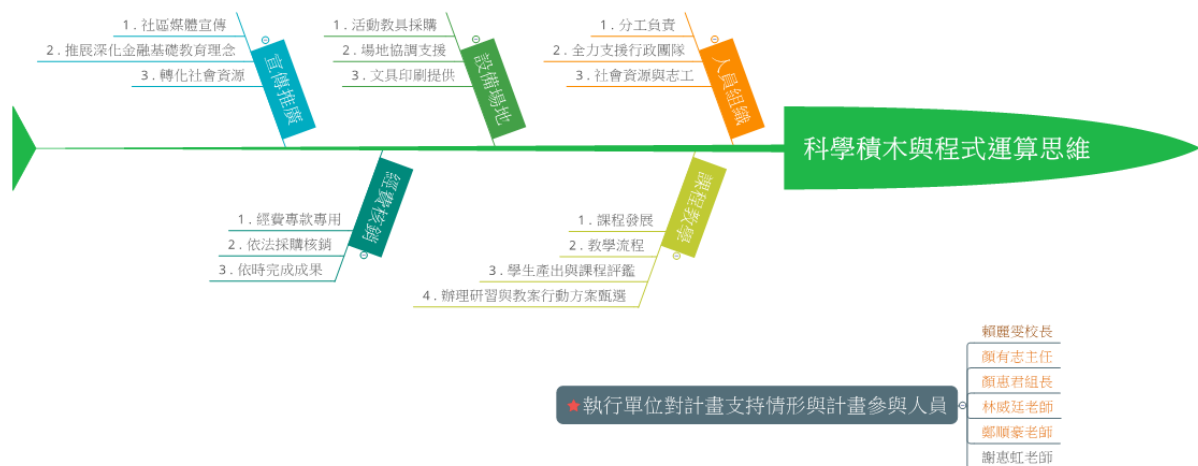 1 . 社區媒體宣傳
2 . 推展深化金融基礎教育理念
3 . 轉化社會資源
宣傳推廣
1 . 活動教具採購
2 . 場地協調支援
3 . 文具印刷提供
設備場地
1 . 分工負責
2 . 全力支援行政團隊
3 . 社會資源與志工
人員組織
科學積木與程式運算思維
經費核銷
1 . 經費專款專用
2 . 依法採購核銷
3 . 依時完成成果
課程教學
1 . 課程發展
2 . 教學流程
3 . 學生產出與課程評鑑
4 . 辦理研習與教案行動方案甄選
執行單位對計畫支持情形與計畫參與人員
賴麗雯校長
顏有志主任
顏惠君組長
林威廷老師
鄭順豪老師
謝惠虹老師